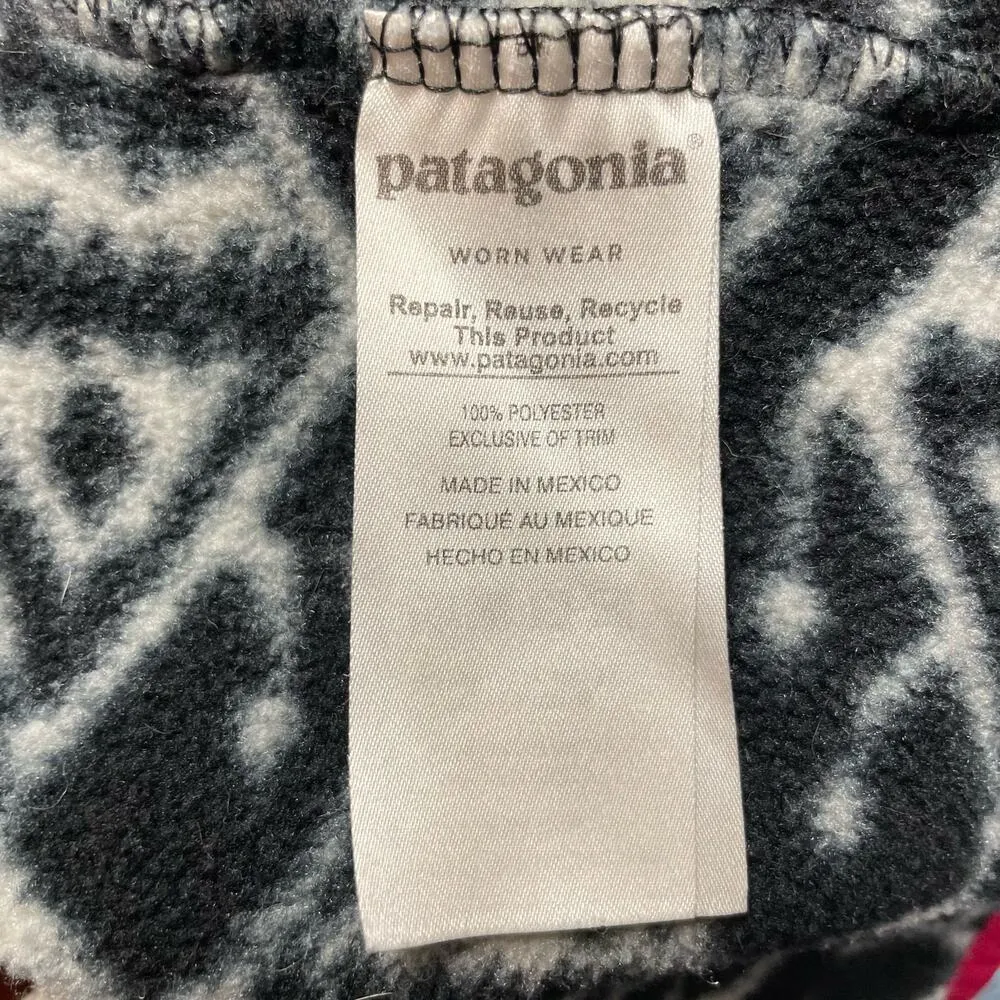 patagonia®
WORN WEAR
Repair, Reuse, Recycle
This Product
www.patagonia.com
100% POLYESTER
EXCLUSIVE OF TRIM
MADE IN MEXICO
FABRIQUÉ AU MEXIQUE
HECHO EN MEXICO